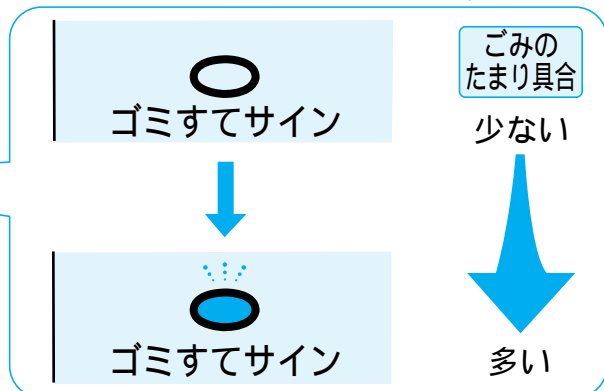 ゴミすてサイン
ごみの
たまり具合
少ない
ゴミすてサイン
多い